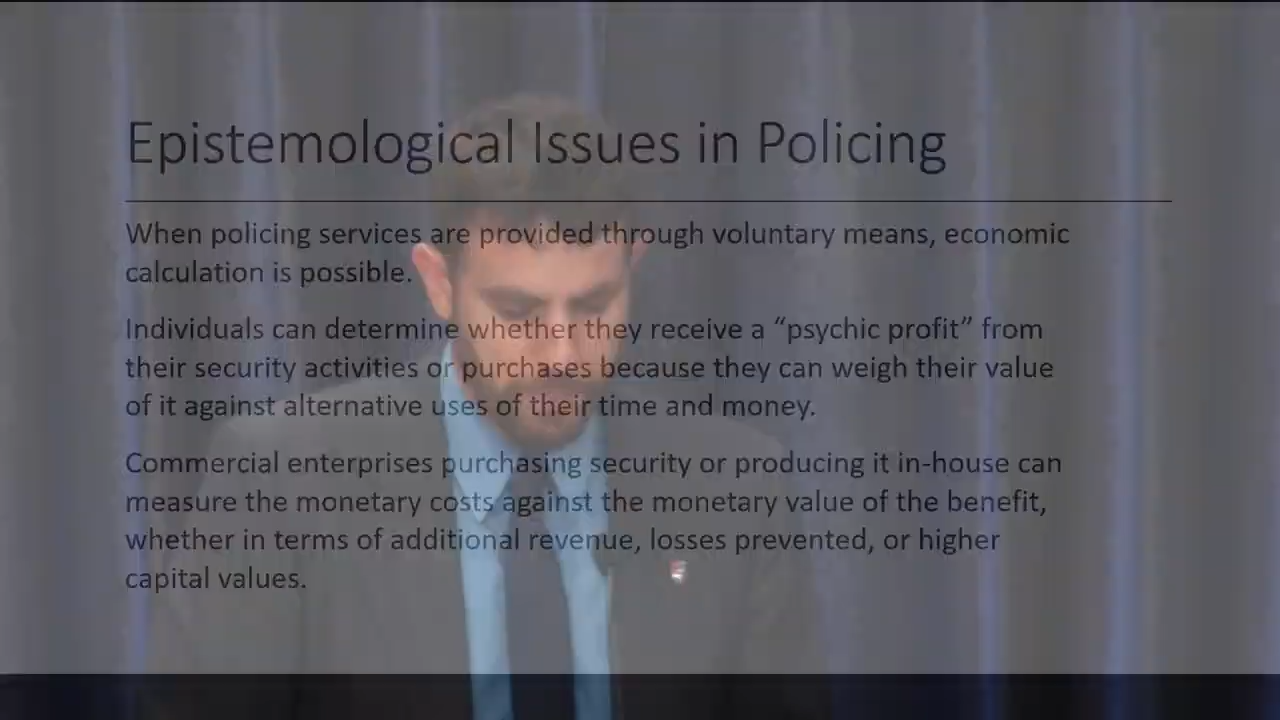 Epistemological Issues in Policing
When policing services are provided through voluntary means, economic
calculation is possible.
Individuals can determine whether they receive a “psychic profit” from
their security activities or purchases because they can weigh their value
of it against alternative uses of their time and money.
Commercial enterprises purchasing security or producing it in-house can
measure the monetary costs against the monetary value of the benefit,
whether in terms of additional revenue, losses prevented, or higher
capital values.